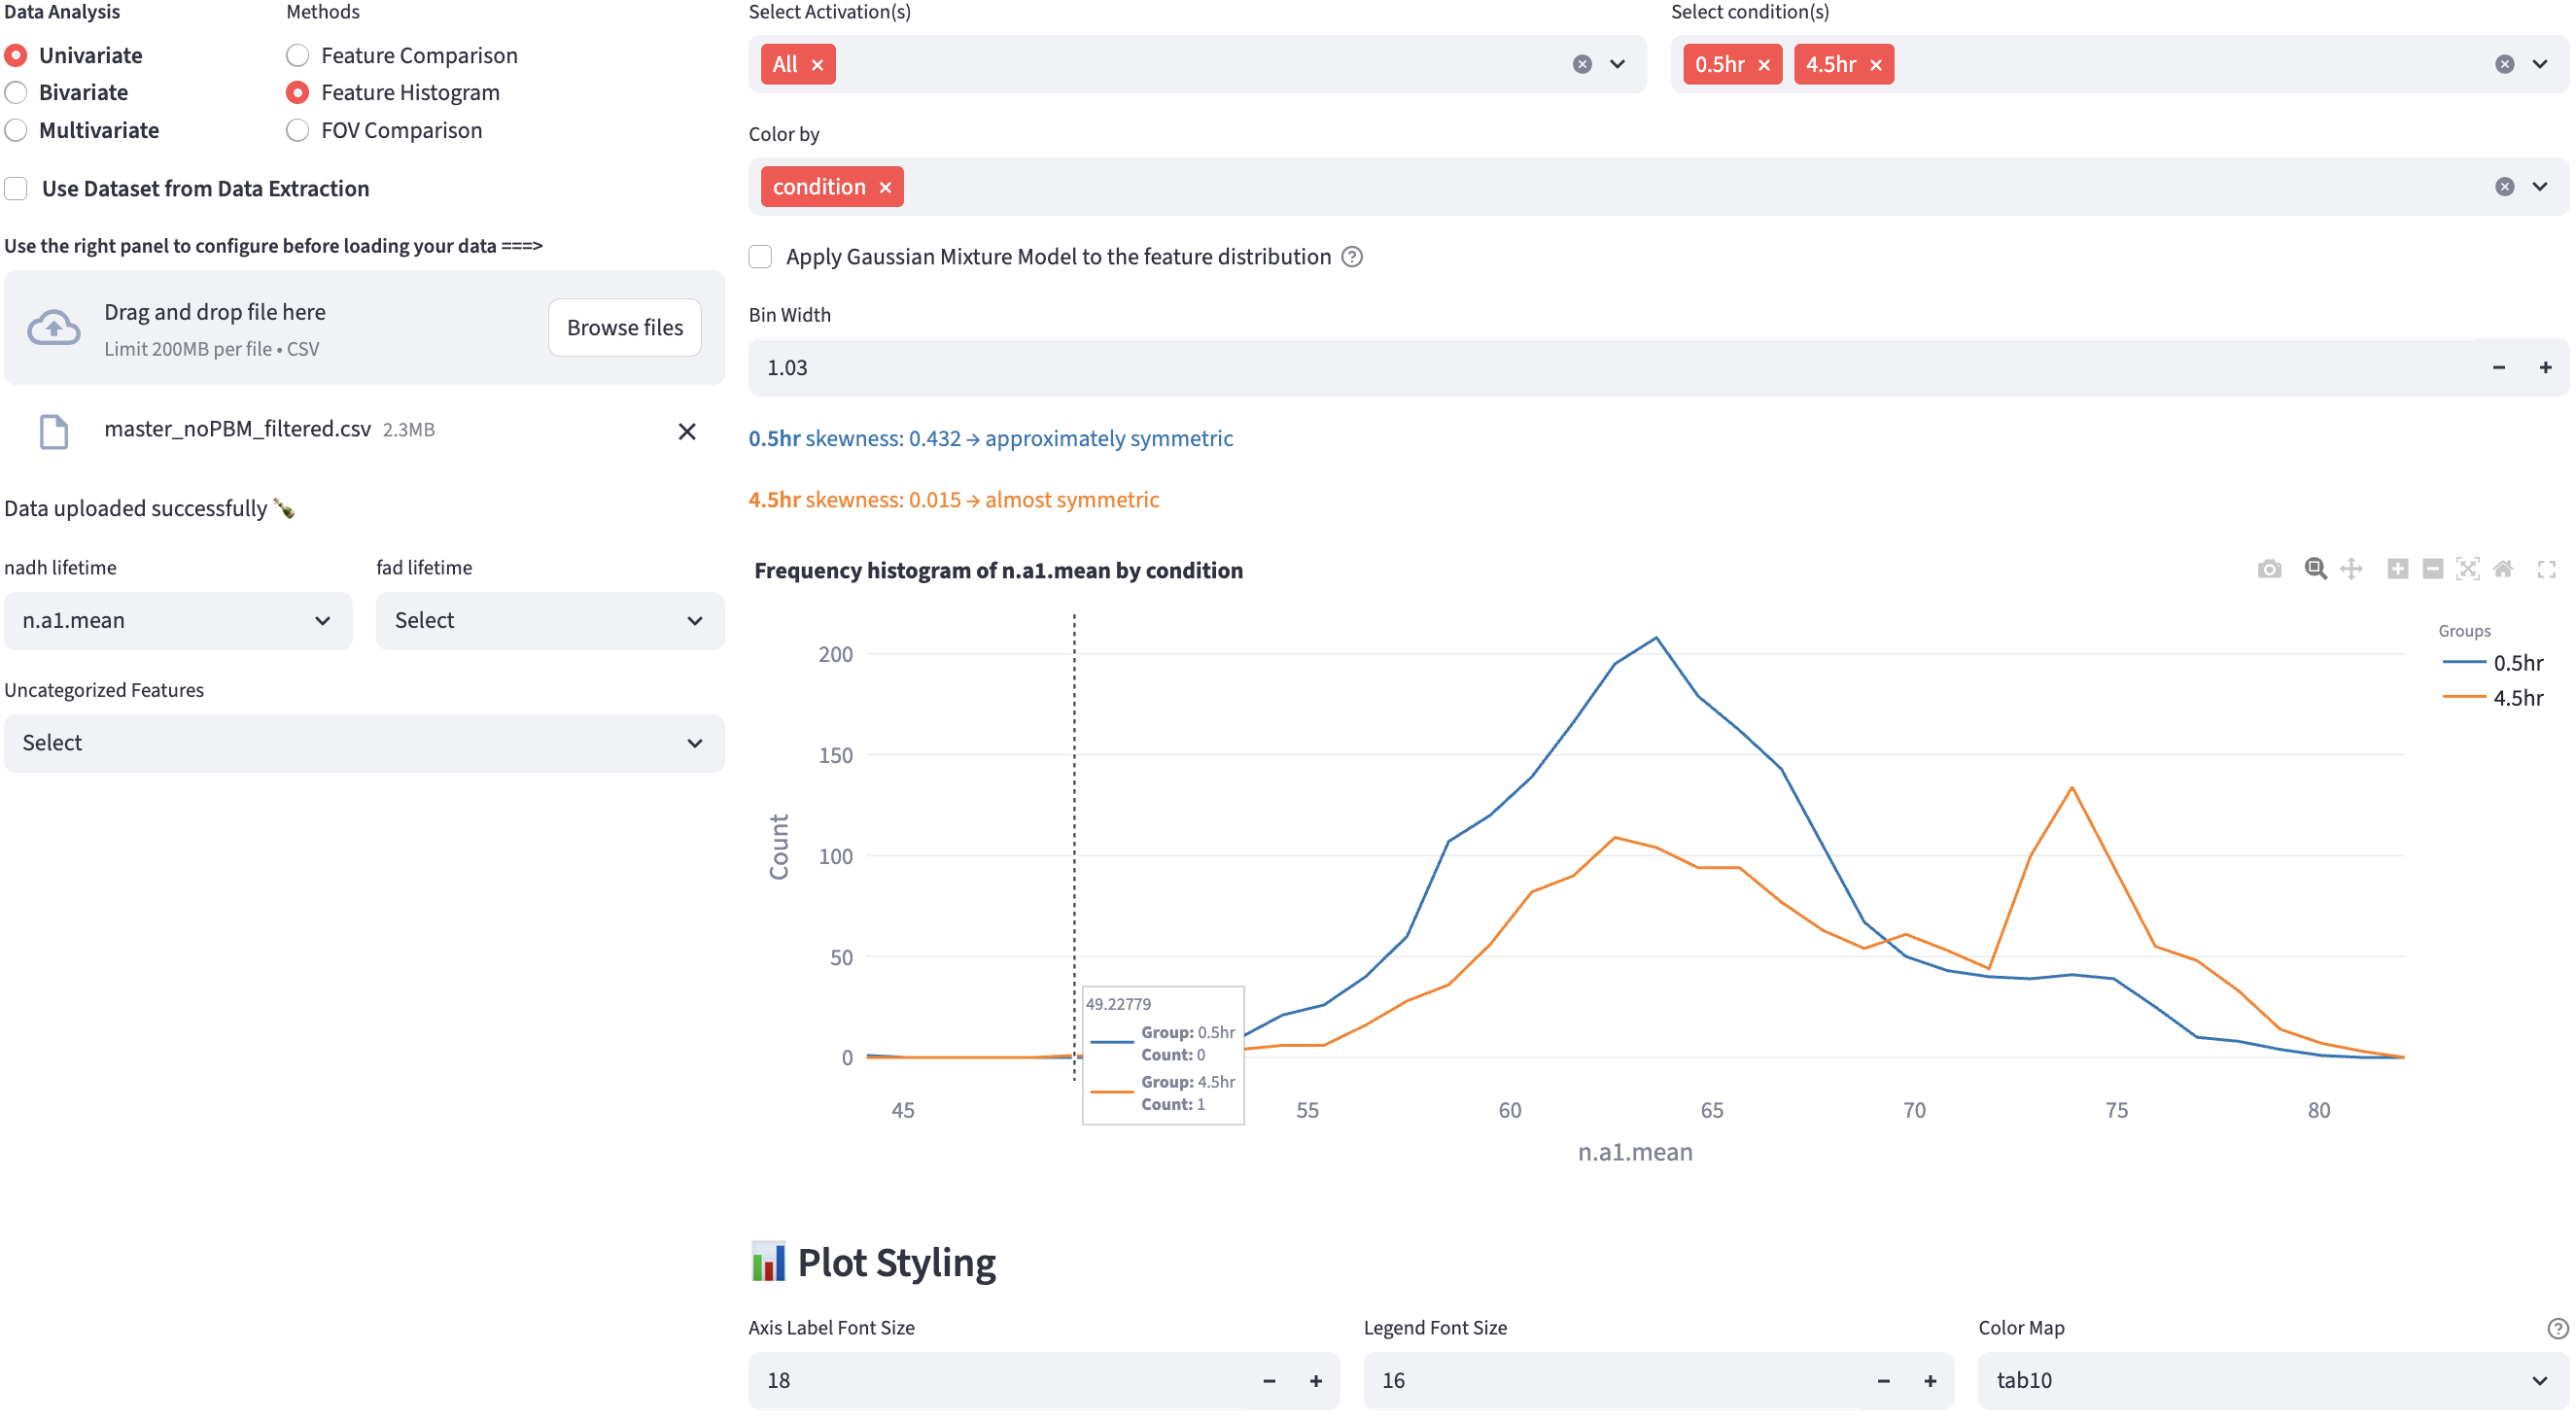 Data Analysis
Methods
Univariate
Bivariate
Multivariate
Feature Comparison
Feature Histogram
FOV Comparison
Use Dataset from Data Extraction
Use the right panel to configure before loading your data ===>
Drag and drop file here
Limit 200MB per file • CSV
Browse files
master_noPBM_filtered.csv 2.3MB
Data uploaded successfully 🍾
nadh lifetime
fad lifetime
n.a1.mean
Select
Uncategorized Features
Select
Select Activation(s)
Select condition(s)
All
0.5hr
4.5hr
Color by
condition
Apply Gaussian Mixture Model to the feature distribution
Bin Width
1.03
0.5hr skewness: 0.432 → approximately symmetric
4.5hr skewness: 0.015 → almost symmetric
Frequency histogram of n.a1.mean by condition
Groups
0.5hr
4.5hr
200
150
100
50
0
Count
49.22779
Group: 0.5hr
Count: 0
Group: 4.5hr
Count: 1
45
55
60
65
70
75
80
n.a1.mean
📊 Plot Styling
Axis Label Font Size
Legend Font Size
Color Map
18
16
tab10